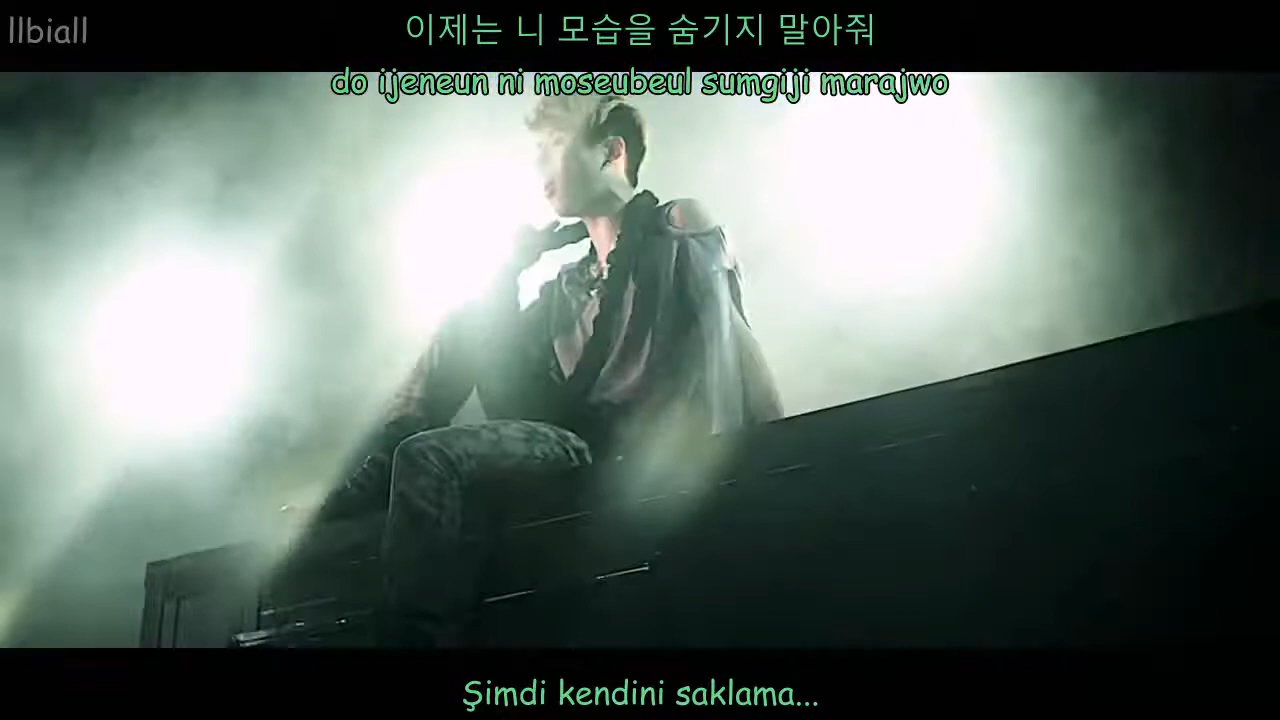 llbiall
이제는 니 모습을 숨기지 말아줘
do ijeneun ni moseubeul sumgiji marajwo
Şimdi kendini saklama...